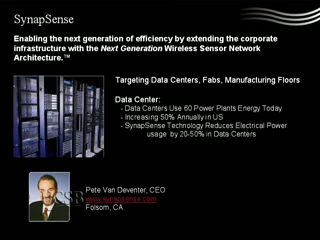 SynapSense
Enabling the next generation of efficiency by extending the corporate
infrastructure with the Next Generation Wireless Sensor Network
Architecture.™
Targeting Data Centers, Fabs, Manufacturing Floors
Data Center:
- Data Centers Use 60 Power Plants Energy Today
- Increasing 50% Annually in US
- SynapSense Technology Reduces Electrical Power
usage by 20-50% in Data Centers
Pete Van Deventer, CEO
www.synapsense.com
Folsom, CA